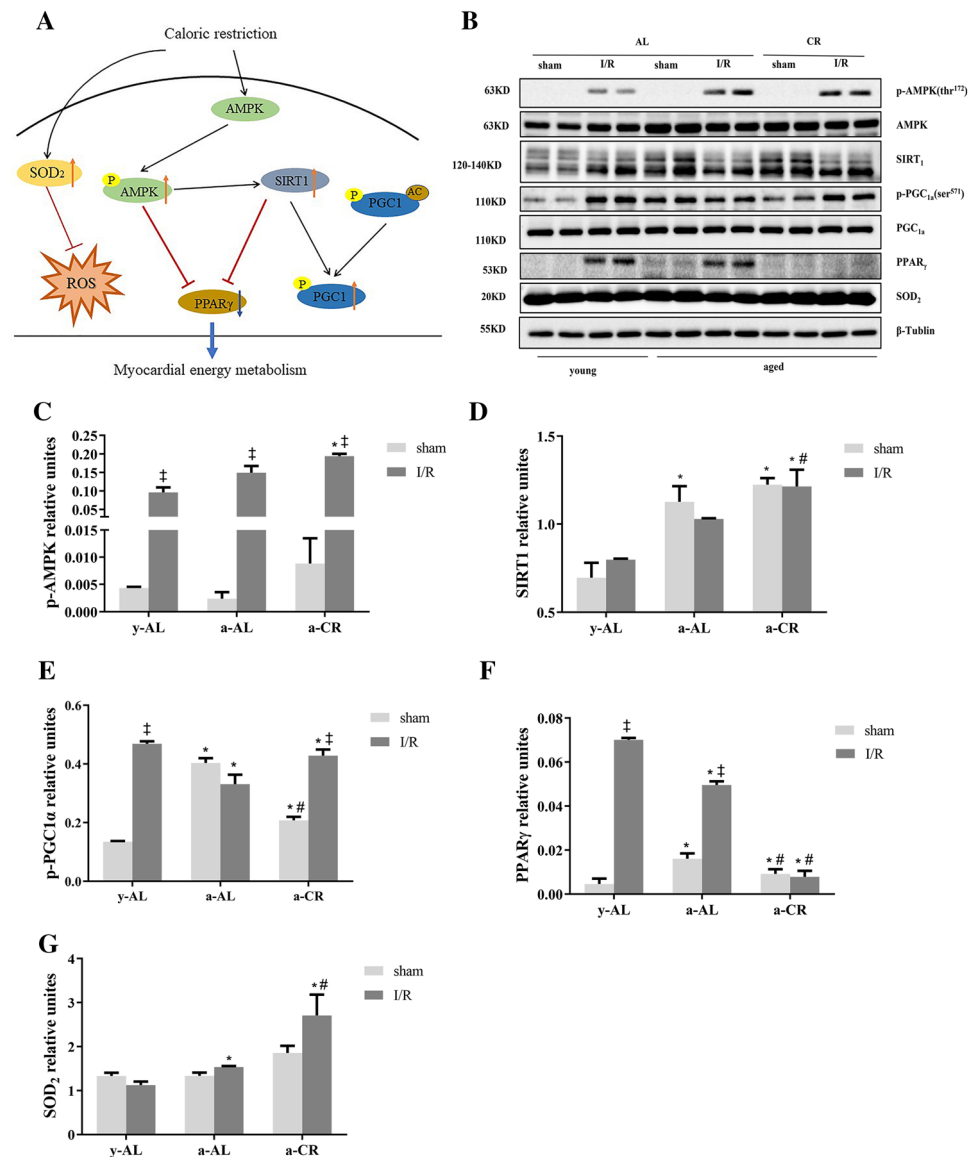 A
Caloric restriction
AMPK
SOD₂
P
AMPK
SIRT1
P
PGC1
AC
ROS
PPARγ
P
PGC1
Myocardial energy metabolism
B
AL
CR
sham
I/R
sham
I/R
sham
I/R
63KD
p-AMPK(thr¹⁷²)
63KD
AMPK
120-140KD
SIRT₁
110KD
p-PGC₁ₐ(ser⁵⁷¹)
110KD
PGC₁ₐ
53KD
PPARᵧ
20KD
SOD₂
55KD
β-Tublin
young
aged
C
p-AMPK relative unites
0.25
0.20
0.15
0.10
0.05
0.015
0.010
0.005
0.000
‡
‡
* ‡
sham
I/R
y-AL
a-AL
a-CR
D
SIRT1 relative unites
1.5
1.0
0.5
*
*
* #
sham
I/R
y-AL
a-AL
a-CR
E
p-PGC1α relative unites
0.6
0.4
0.2
0.0
‡
*
*
* #
* ‡
sham
I/R
y-AL
a-AL
a-CR
F
PPARγ relative unites
0.08
0.06
0.04
0.02
0.00
‡
*
* ‡
* #
* #
sham
I/R
y-AL
a-AL
a-CR
G
SOD₂ relative unites
4
3
2
1
0
*
* #
sham
I/R
y-AL
a-AL
a-CR